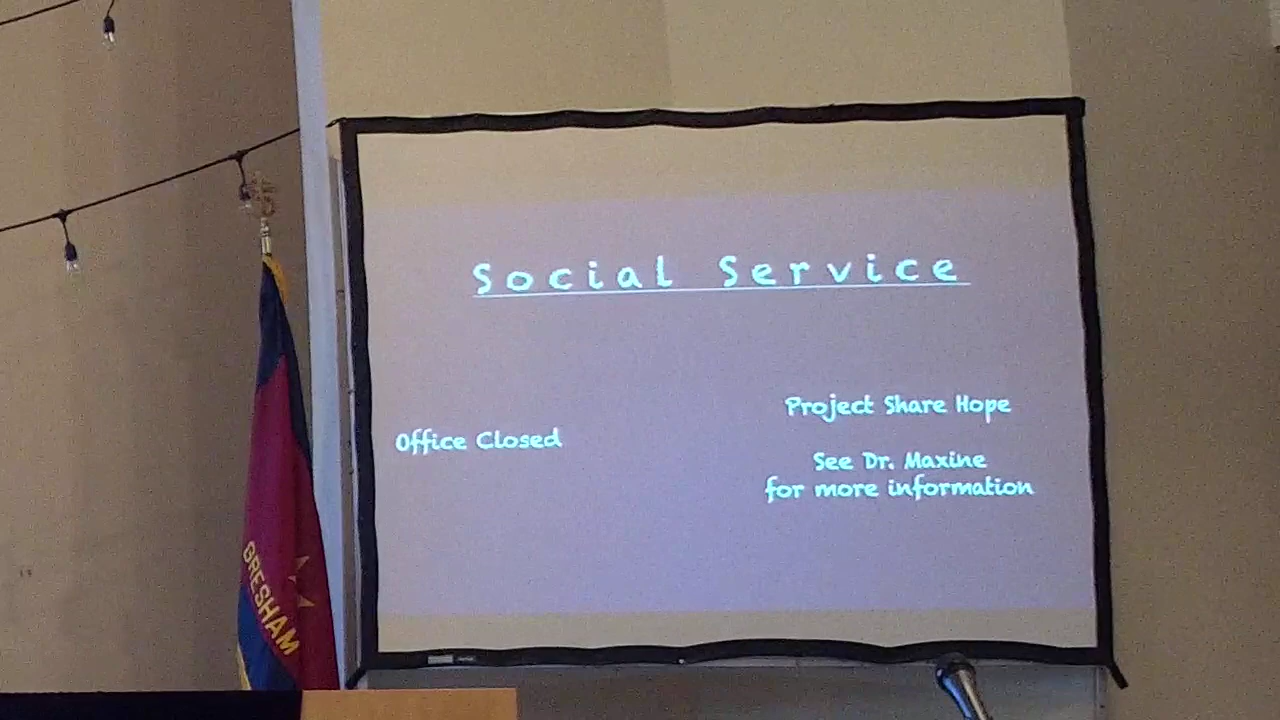 Social Service
Office Closed
Project Share Hope
See Dr. Maxine
for more information
GRESHAM